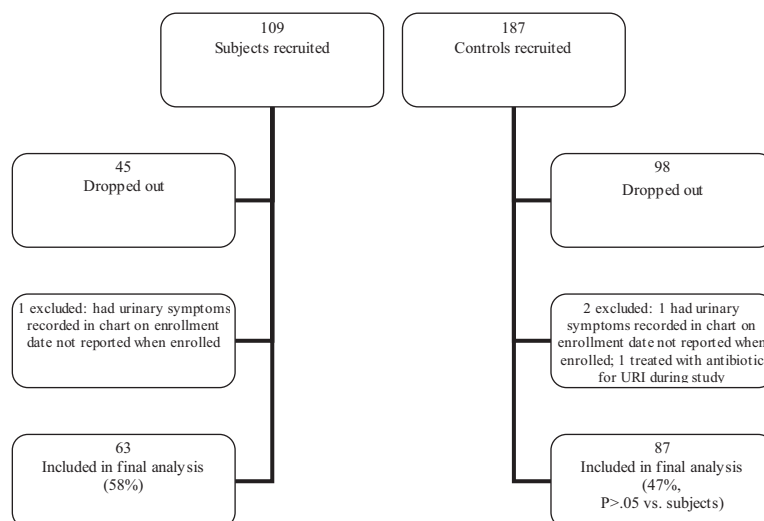 109
Subjects recruited
187
Controls recruited
45
Dropped out
98
Dropped out
1 excluded: had urinary symptoms
recorded in chart on enrollment
date not reported when enrolled
2 excluded: 1 had urinary
symptoms recorded in chart on
enrollment date not reported when
enrolled; 1 treated with antibiotic
for URI during study
63
Included in final analysis
(58%)
87
Included in final analysis
(47%,
P>.05 vs. subjects)